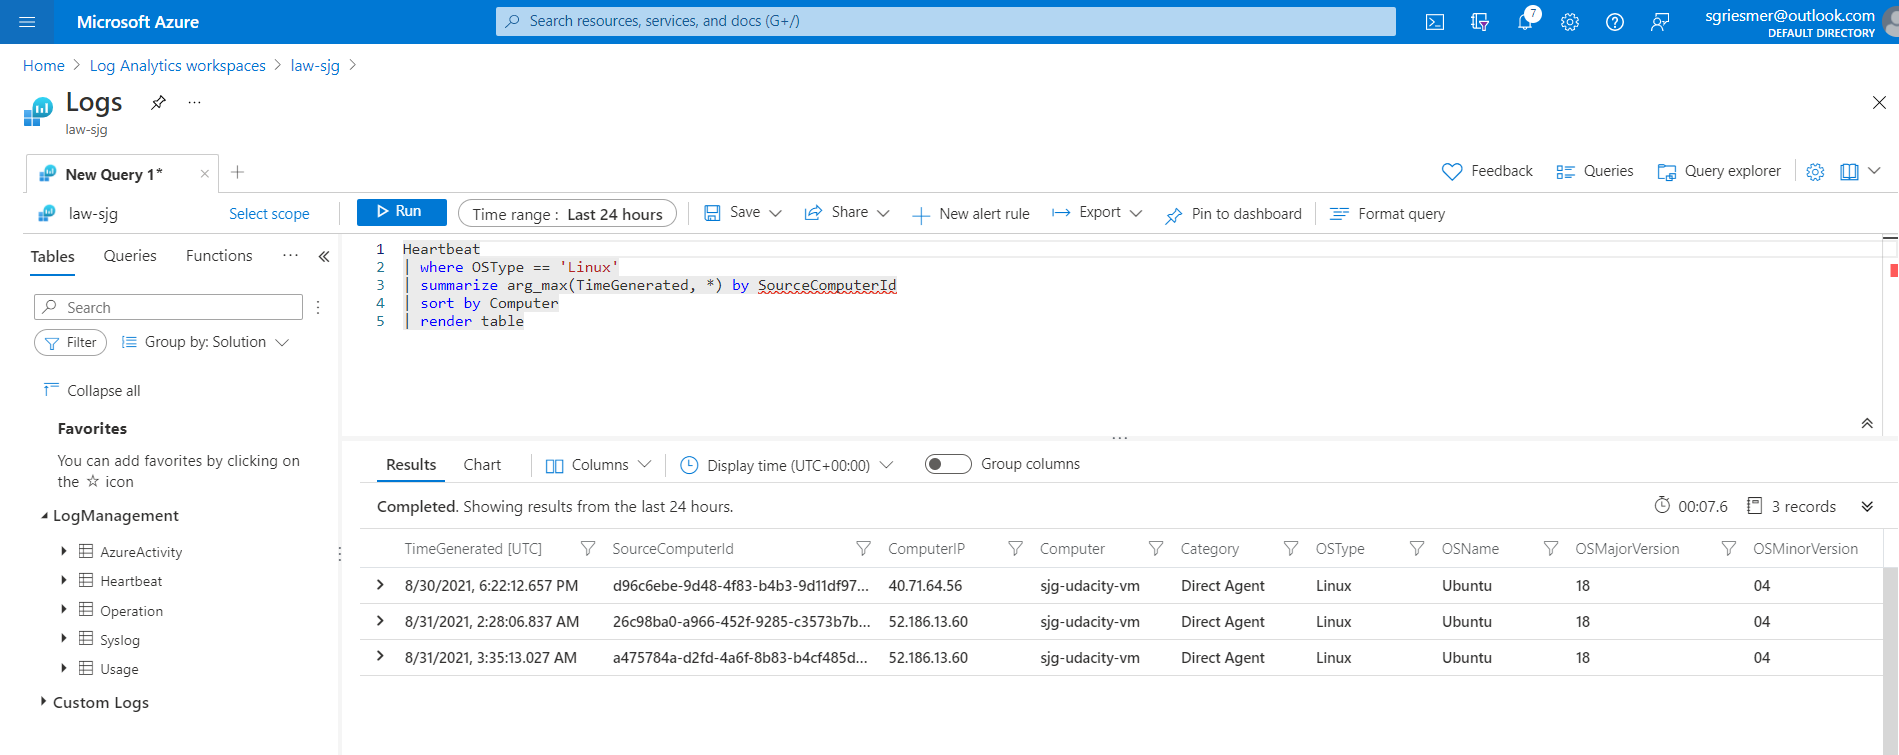 Microsoft Azure
Search resources, services, and docs (G+/)
7
sgriesmer@outlook.com
DEFAULT DIRECTORY
Home > Log Analytics workspaces > law-sjg >
Logs
...
law-sjg
New Query 1*
Feedback
Queries
Query explorer
law-sjg
Select scope
Run
Time range : Last 24 hours
Save
Share
New alert rule
Export
Pin to dashboard
Format query
Tables
Queries
Functions
...
Search
Filter
Group by: Solution
Collapse all
Favorites
You can add favorites by clicking on
the ☆ icon
LogManagement
AzureActivity
Heartbeat
Operation
Syslog
Usage
Custom Logs
1 Heartbeat
2 | where OSType == 'Linux'
3 | summarize arg_max(TimeGenerated, *) by SourceComputerId
4 | sort by Computer
5 | render table
Results
Chart
Columns
Display time (UTC+00:00)
Group columns
Completed. Showing results from the last 24 hours.
00:07.6
3 records
TimeGenerated [UTC] SourceComputerId ComputerIP Computer Category OSType OSName OSMajorVersion OSMinorVersion
8/30/2021, 6:22:12.657 PM d96c6ebe-9d48-4f83-b4b3-9d11df97... 40.71.64.56 sjg-udacity-vm Direct Agent Linux Ubuntu 18 04
8/31/2021, 2:28:06.837 AM 26c98ba0-a966-452f-9285-c3573b7b... 52.186.13.60 sjg-udacity-vm Direct Agent Linux Ubuntu 18 04
8/31/2021, 3:35:13.027 AM a475784a-d2fd-4a6f-8b83-b4cf485d... 52.186.13.60 sjg-udacity-vm Direct Agent Linux Ubuntu 18 04